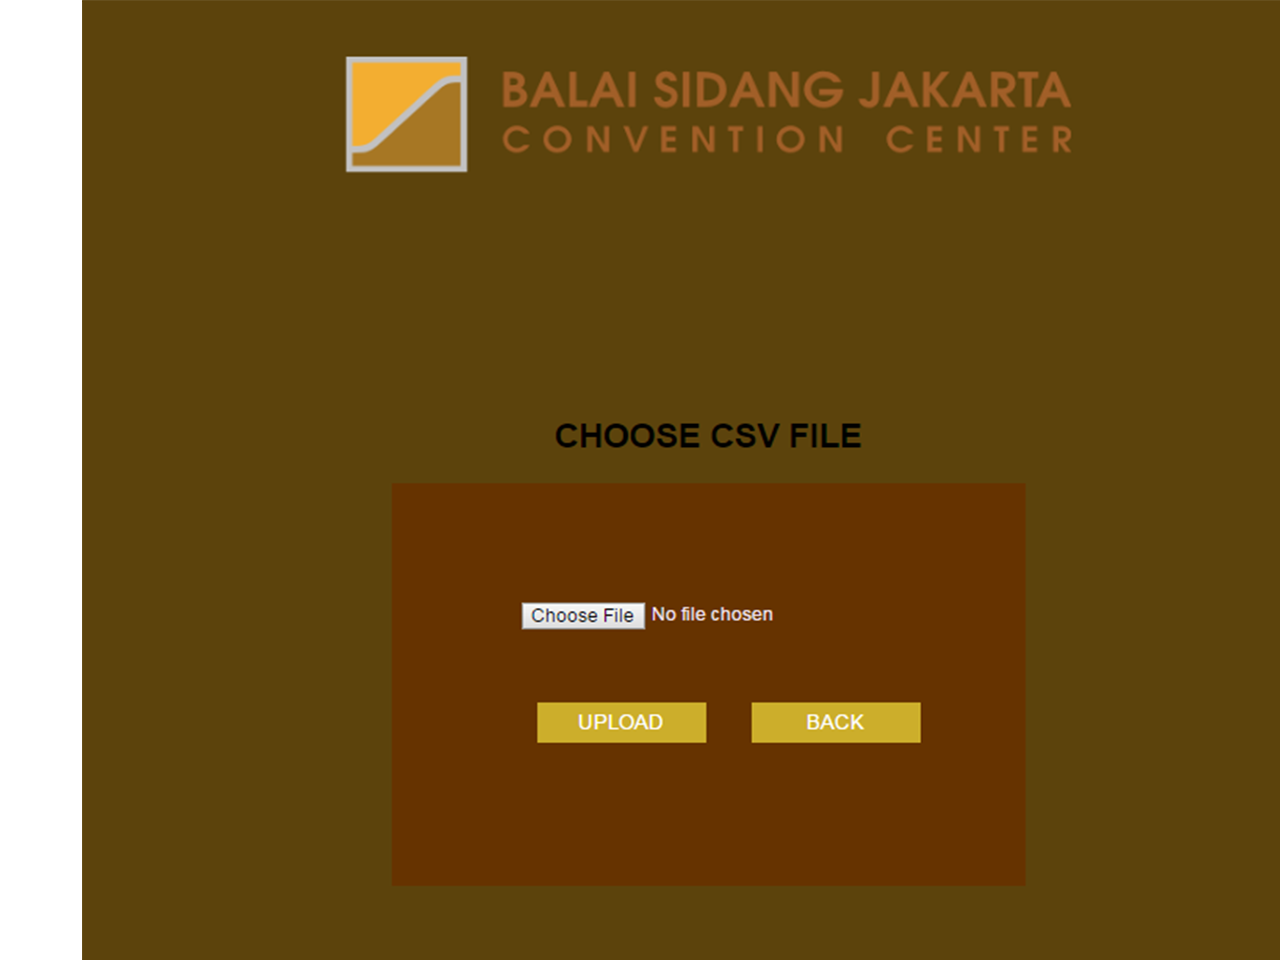 BALAI SIDANG JAKARTA
CONVENTION CENTER
CHOOSE CSV FILE
Choose File No file chosen
UPLOAD BACK